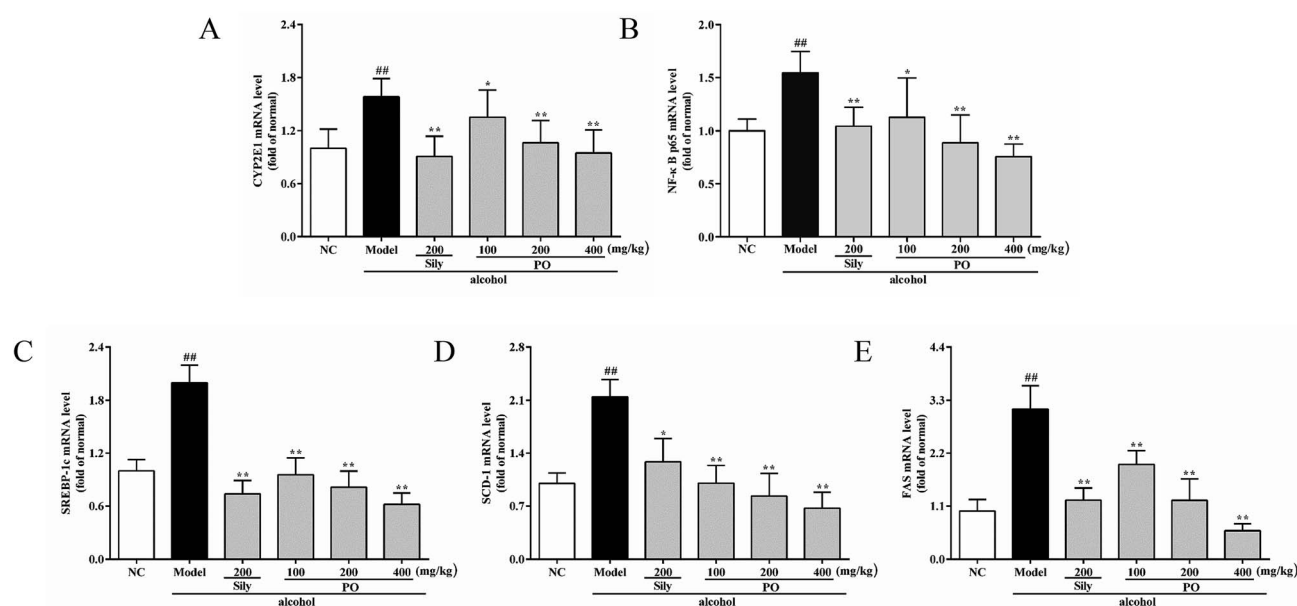 A
CYP2E1 mRNA level
(fold of normal)
2.4
1.8
1.2
0.6
0.0
##
**
*
**
**
NC Model 200 100 200 400 (mg/kg)
Sily PO
alcohol
B
NF-κ B p65 mRNA level
(fold of normal)
2.0
1.5
1.0
0.5
0.0
##
**
*
**
**
NC Model 200 100 200 400 (mg/kg)
Sily PO
alcohol
C
SREBP-1c mRNA level
(fold of normal)
2.4
1.8
1.2
0.6
0.0
##
**
**
**
**
NC Model 200 100 200 400 (mg/kg)
Sily PO
alcohol
D
SCD-1 mRNA level
(fold of normal)
2.8
2.1
1.4
0.7
0.0
##
*
**
**
**
NC Model 200 100 200 400 (mg/kg)
Sily PO
alcohol
E
FAS mRNA level
(fold of normal)
4.4
3.3
2.2
1.1
0.0
##
**
**
**
**
NC Model 200 100 200 400 (mg/kg)
Sily PO
alcohol